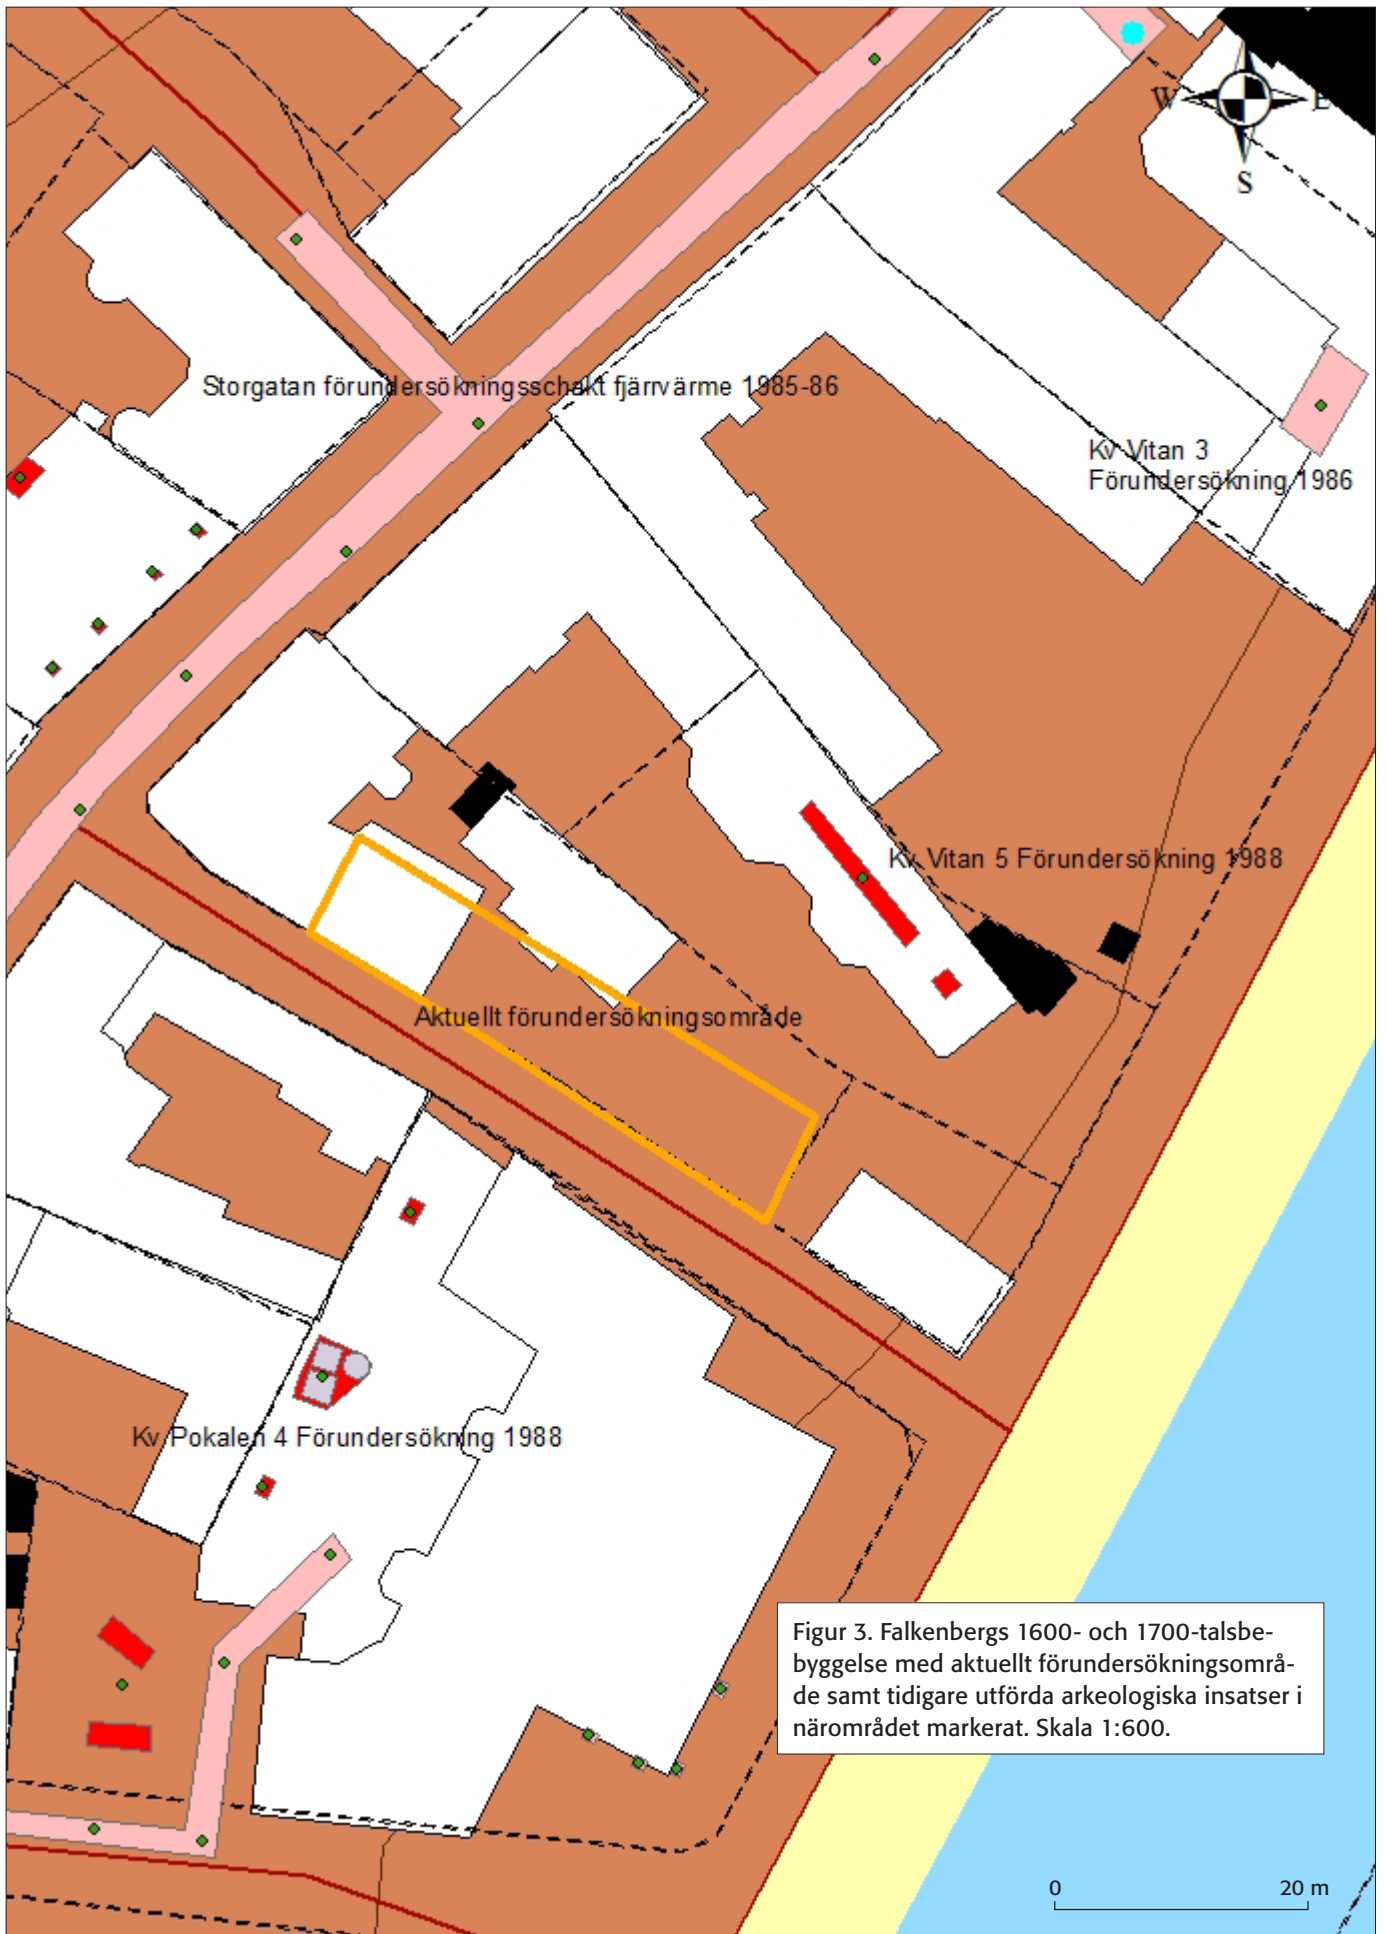 W E
S
Storgatan förundersökningsschakt fjärrvärme 1985-86
Kv Vitan 3
Förundersökning 1986
Kv Vitan 5 Förundersökning 1988
Aktuellt förundersökningsområde
Kv Pokalen 4 Förundersökning 1988
Figur 3. Falkenbergs 1600- och 1700-talsbe-
byggelse med aktuellt förundersökningsområ-
de samt tidigare utförda arkeologiska insatser i
närområdet markerat. Skala 1:600.
0 20 m